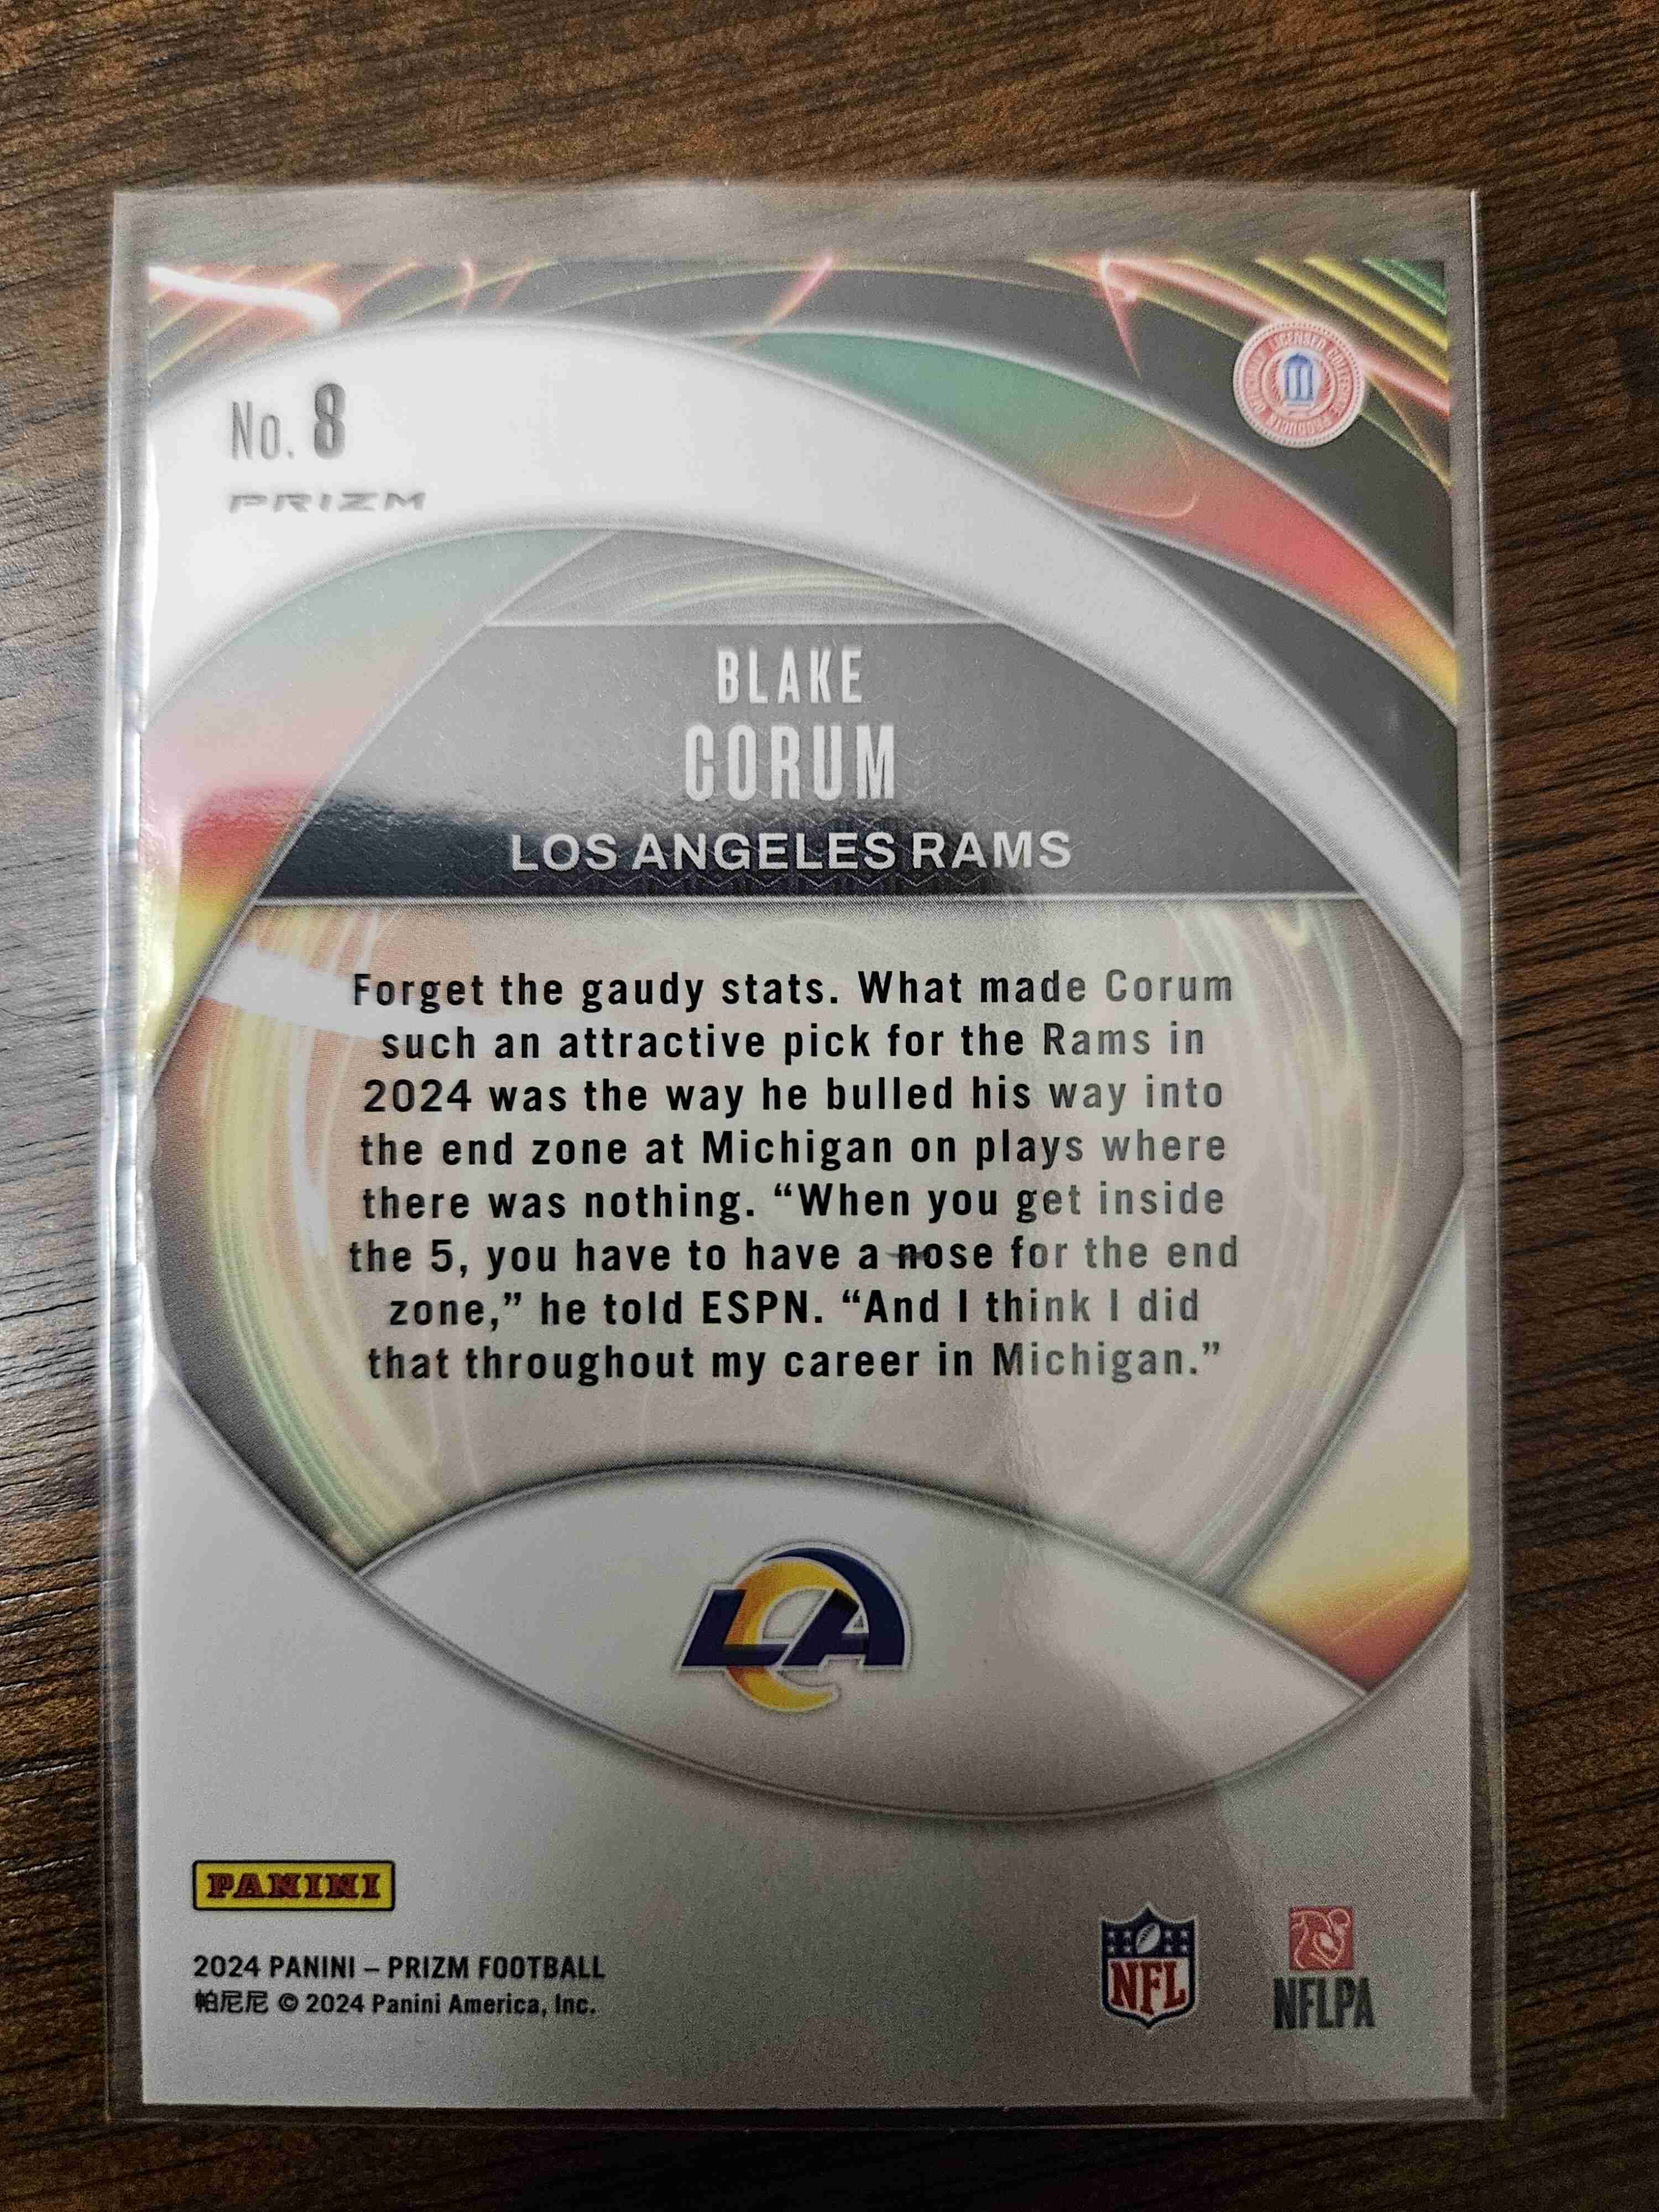 No. 8
PRIZM
OFFICIALLY LICENSED COLLEGIATE PRODUCTS
BLAKE
CORUM
LOS ANGELES RAMS
Forget the gaudy stats. What made Corum
such an attractive pick for the Rams in
2024 was the way he bulled his way into
the end zone at Michigan on plays where
there was nothing. “When you get inside
the 5, you have to have a nose for the end
zone,” he told ESPN. “And I think I did
that throughout my career in Michigan.”
LA
PANINI
2024 PANINI – PRIZM FOOTBALL
帕尼尼 © 2024 Panini America, Inc.
NFL
NFLPA